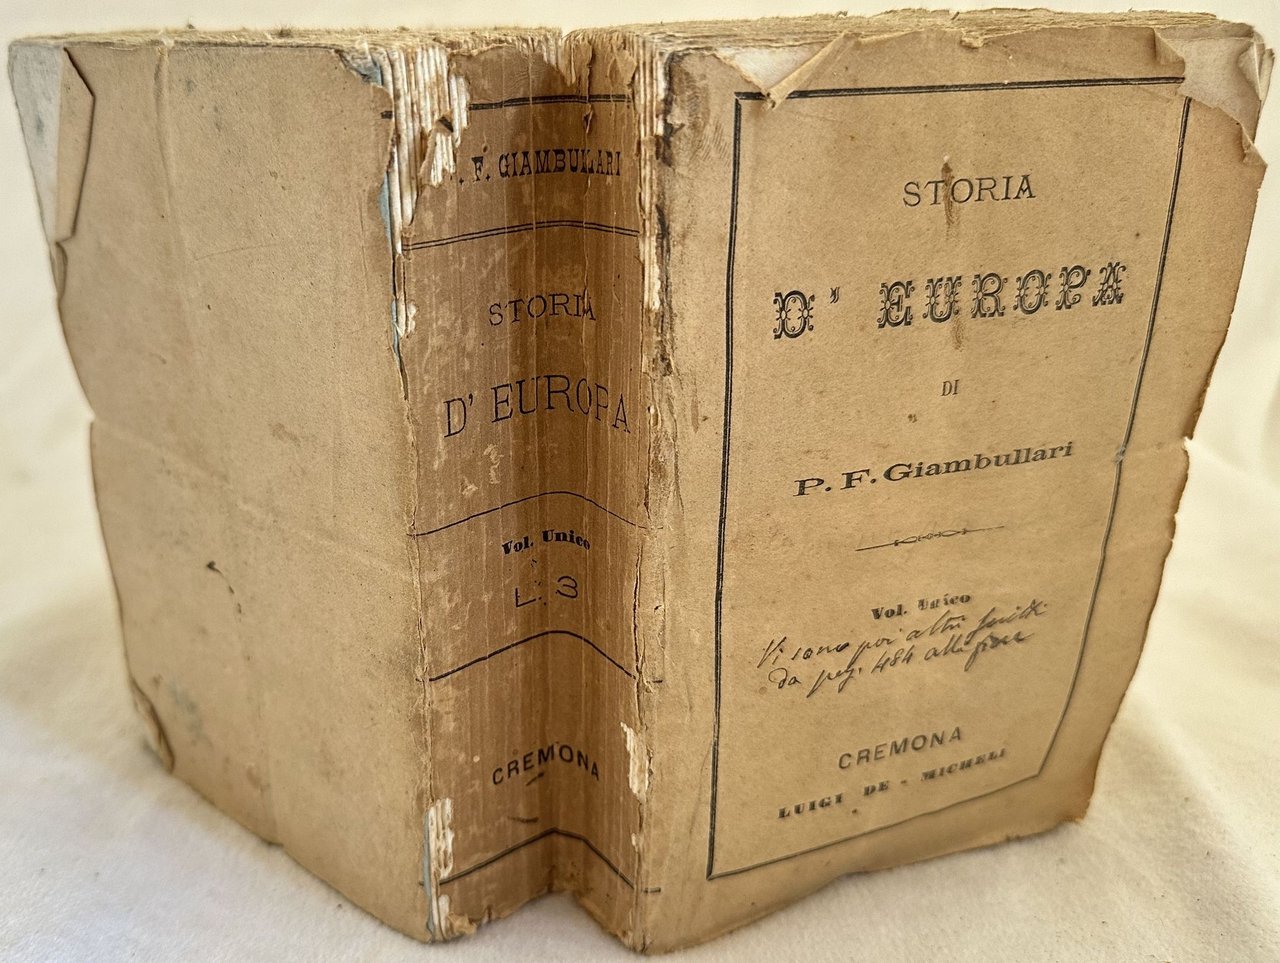 . F. GIAMBULLARI
STORIA
D' EUROPA
Vol. Unico
L. 3
CREMONA
STORIA
D' EUROPA
DI
P. F. Giambullari
Vol. Unico
Vi sono poi altri scritti
da pag. 484 alla fine
CREMONA
LUIGI DE - MICHELI